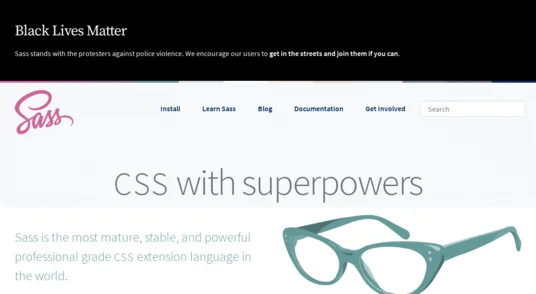 Black Lives Matter
Sass stands with the protesters against police violence. We encourage our users to get in the streets and join them if you can.
Sass
Install
Learn Sass
Blog
Documentation
Get Involved
Search
CSS with superpowers
Sass is the most mature, stable, and powerful
professional grade CSS extension language in
the world.